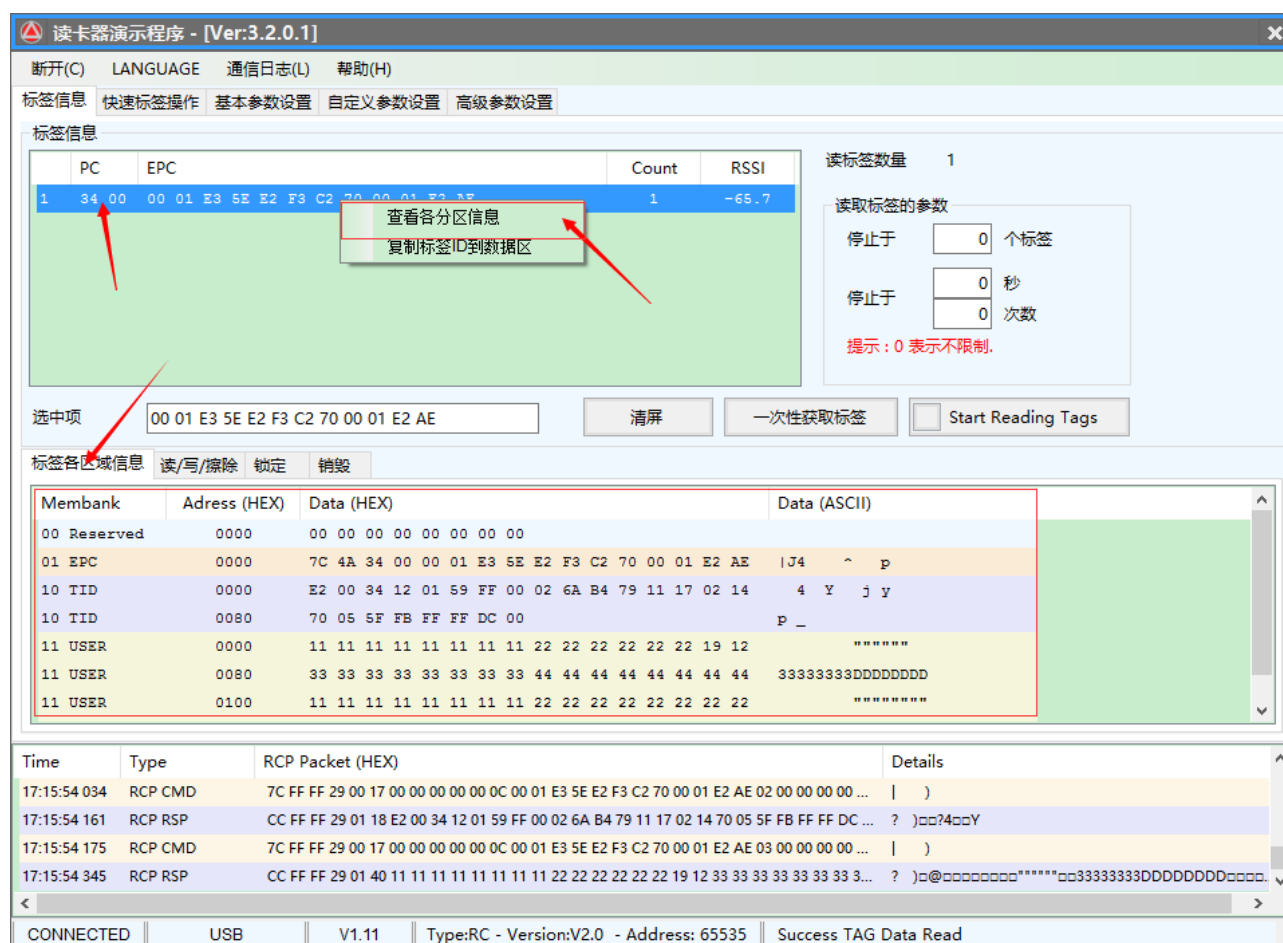 读卡器演示程序 - [Ver:3.2.0.1]
断开(C) LANGUAGE 通信日志(L) 帮助(H)
标签信息 快速标签操作 基本参数设置 自定义参数设置 高级参数设置
标签信息
PC EPC Count RSSI
1 34 00 00 01 E3 5E E2 F3 C2 70 00 01 E2 AE 1 -65.7
查看各分区信息
复制标签ID到数据区
读标签数量 1
读取标签的参数
停止于 0 个标签
停止于 0 秒
0 次数
提示：0 表示不限制.
选中项 00 01 E3 5E E2 F3 C2 70 00 01 E2 AE 清屏 一次性获取标签 Start Reading Tags
标签各区域信息 读/写/擦除 锁定 销毁
Membank Adress (HEX) Data (HEX) Data (ASCII)
00 Reserved 0000 00 00 00 00 00 00 00 00
01 EPC 0000 7C 4A 34 00 00 01 E3 5E E2 F3 C2 70 00 01 E2 AE |J4 ^ p
10 TID 0000 E2 00 34 12 01 59 FF 00 02 6A B4 79 11 17 02 14 4 Y j y
10 TID 0080 70 05 5F FB FF FF DC 00 p _
11 USER 0000 11 11 11 11 11 11 11 11 22 22 22 22 22 22 19 12 """"""
11 USER 0080 33 33 33 33 33 33 33 33 44 44 44 44 44 44 44 44 33333333DDDDDDDD
11 USER 0100 11 11 11 11 11 11 11 11 22 22 22 22 22 22 22 22 """"""""
Time Type RCP Packet (HEX) Details
17:15:54 034 RCP CMD 7C FF FF 29 00 17 00 00 00 00 00 0C 00 01 E3 5E E2 F3 C2 70 00 01 E2 AE 02 00 00 00 00 ... | )
17:15:54 161 RCP RSP CC FF FF 29 01 18 E2 00 34 12 01 59 FF 00 02 6A B4 79 11 17 02 14 70 05 5F FB FF FF DC ... ? )□□?4□□Y
17:15:54 175 RCP CMD 7C FF FF 29 00 17 00 00 00 00 00 0C 00 01 E3 5E E2 F3 C2 70 00 01 E2 AE 03 00 00 00 00 ... | )
17:15:54 345 RCP RSP CC FF FF 29 01 40 11 11 11 11 11 11 11 11 22 22 22 22 22 22 19 12 33 33 33 33 33 33 33 3... ? )□@□□□□□□□□""""""□□33333333DDDDDDDD□□□□...
CONNECTED USB V1.11 Type:RC - Version:V2.0 - Address: 65535 Success TAG Data Read